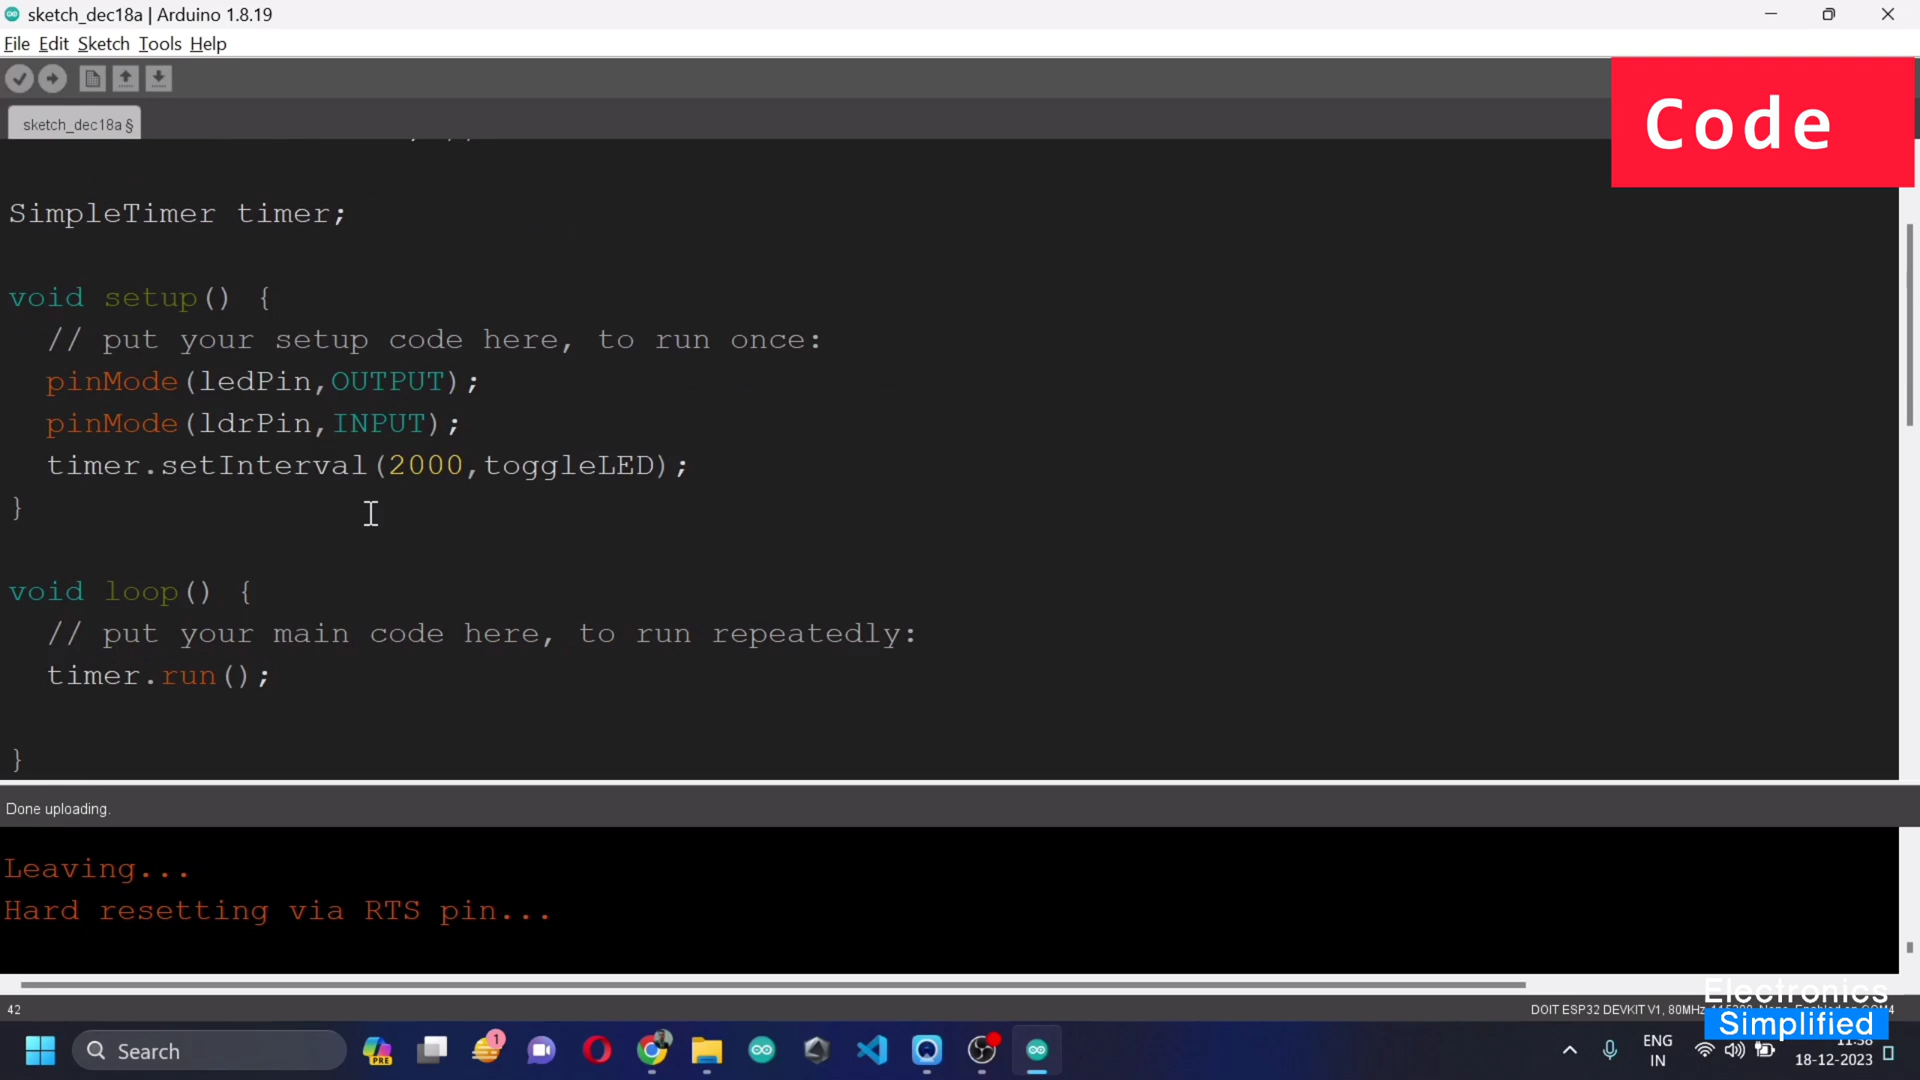 sketch_dec18a | Arduino 1.8.19
File Edit Sketch Tools Help
Code
sketch_dec18a §
SimpleTimer timer;
void setup() {
// put your setup code here, to run once:
pinMode(ledPin,OUTPUT);
pinMode(ldrPin,INPUT);
timer.setInterval(2000,toggleLED);
}
void loop() {
// put your main code here, to run repeatedly:
timer.run();
}
Done uploading.
Leaving...
Hard resetting via RTS pin...
Electronics
42
DOIT ESP32 DEVKIT V1, 80MHz
Simplified
Search
PRE
1
ENG
IN
11:38
18-12-2023